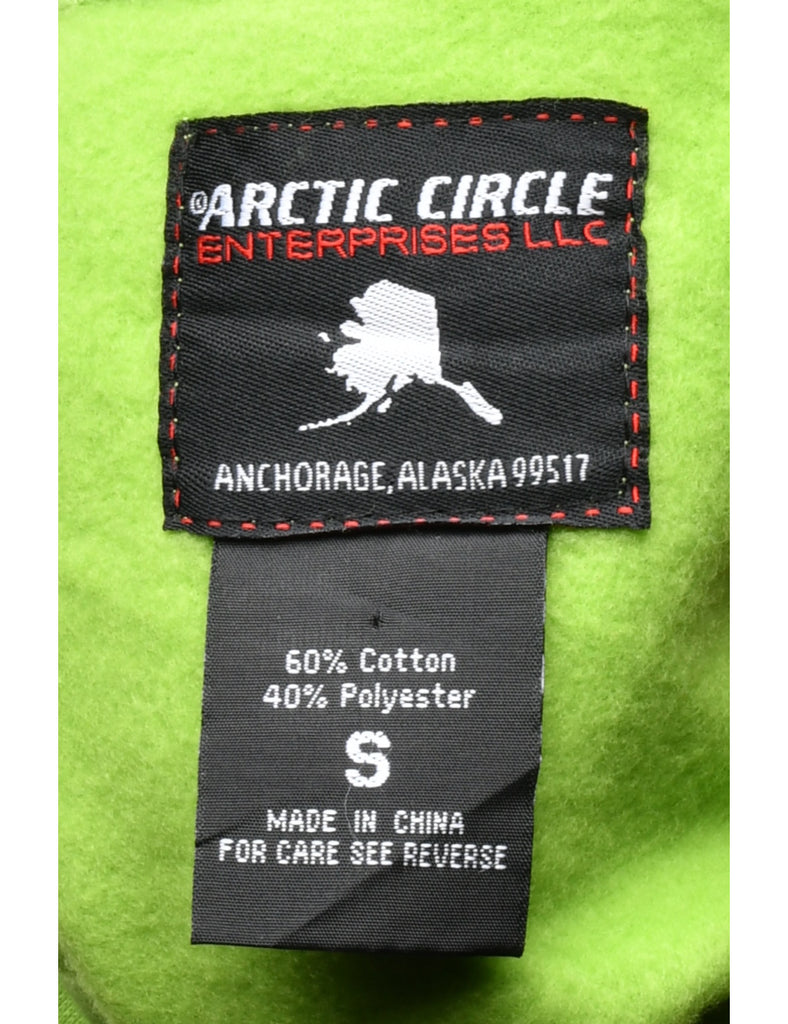 ©ARCTIC CIRCLE
ENTERPRISES LLC
ANCHORAGE, ALASKA 99517
60% Cotton
40% Polyester
S
MADE IN CHINA
FOR CARE SEE REVERSE